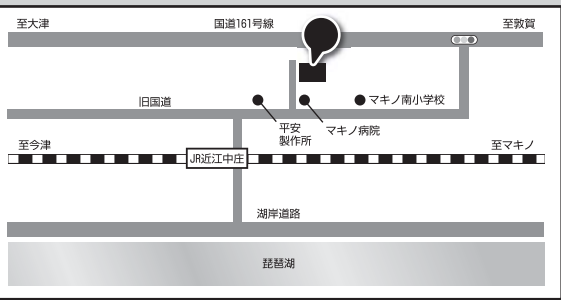 至大津
国道161号線
至敦賀
旧国道
マキノ南小学校
平安
製作所
マキノ病院
至今津
至マキノ
JR近江中庄
湖岸道路
琵琶湖